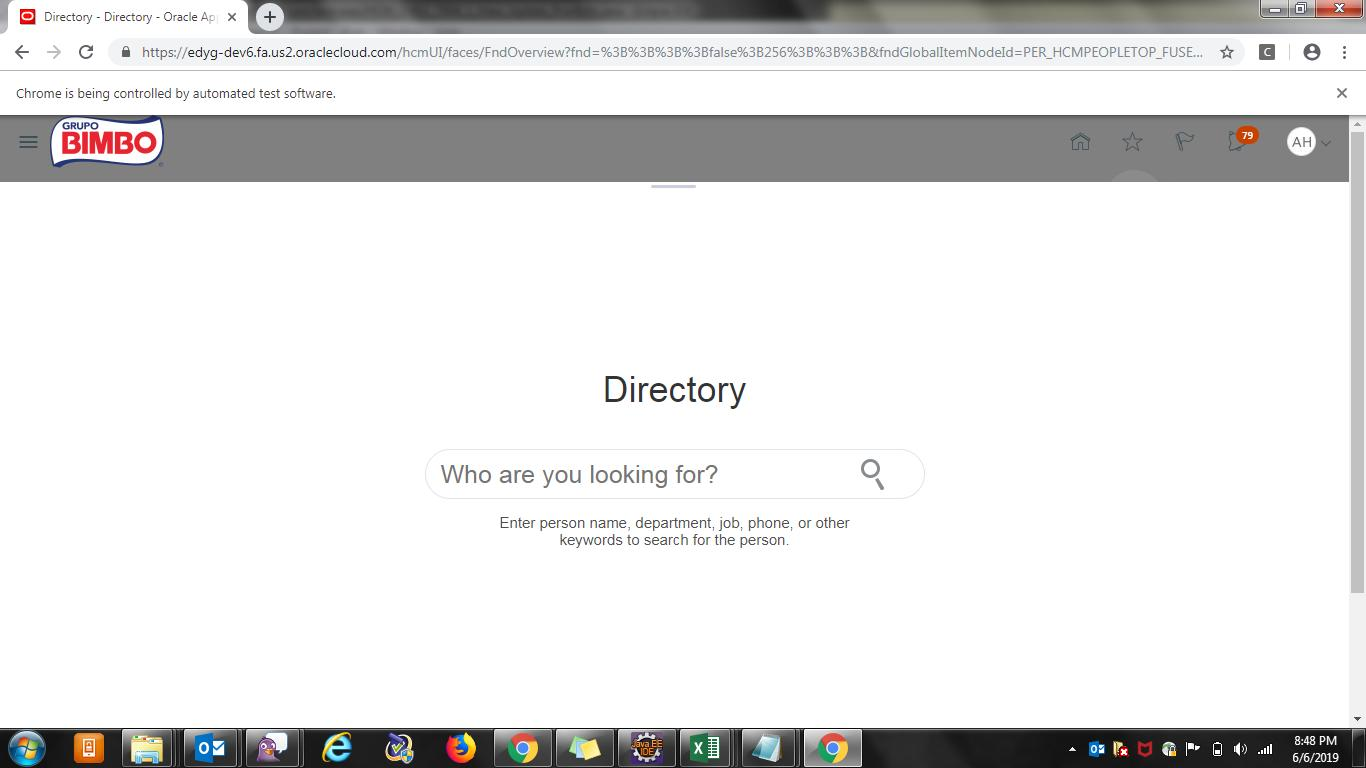 Directory - Directory - Oracle Ap
https://edyg-dev6.fa.us2.oraclecloud.com/hcmUI/faces/FndOverview?fnd=%3B%3B%3B%3Bfalse%3B256%3B%3B%3B&fndGlobalItemNodeId=PER_HCMPEOPLETOP_FUSE...
C
Chrome is being controlled by automated test software.
GRUPO
BIMBO
79
AH
Directory
Who are you looking for?
Enter person name, department, job, phone, or other
keywords to search for the person.
Java EE
IDE
8:48 PM
6/6/2019